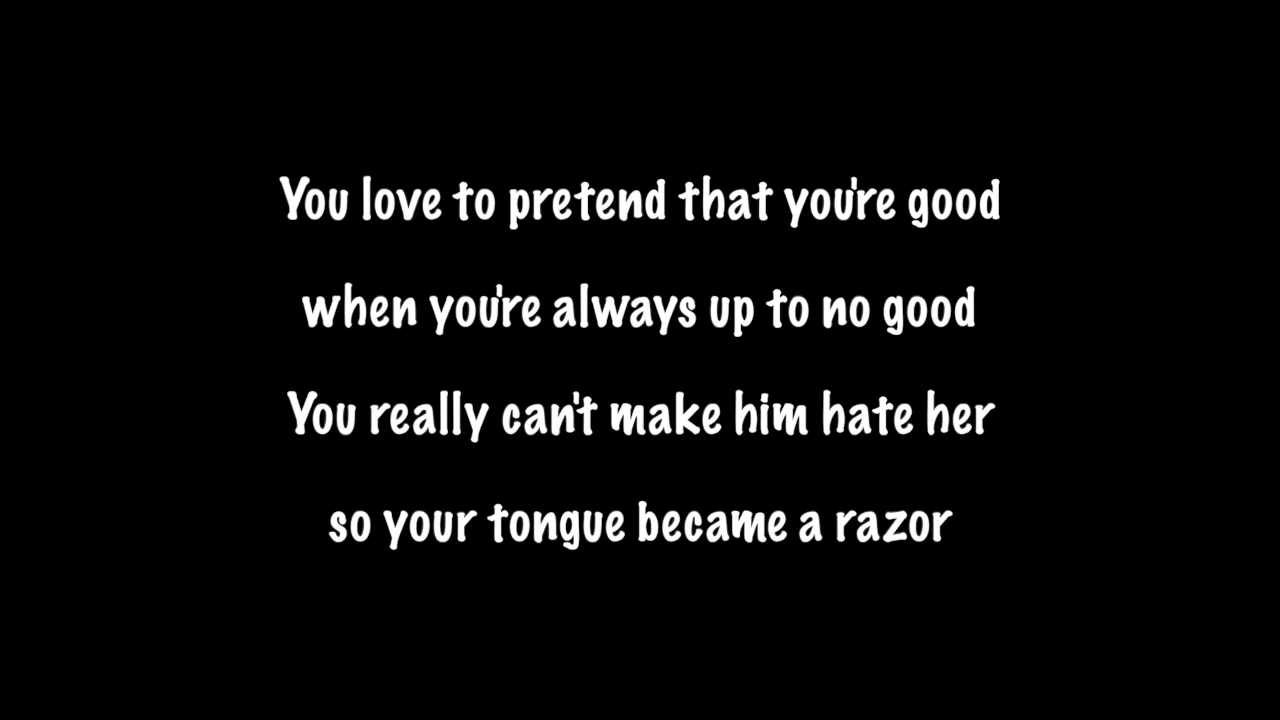 You love to pretend that you're good
when you're always up to no good
You really can't make him hate her
so your tongue became a razor